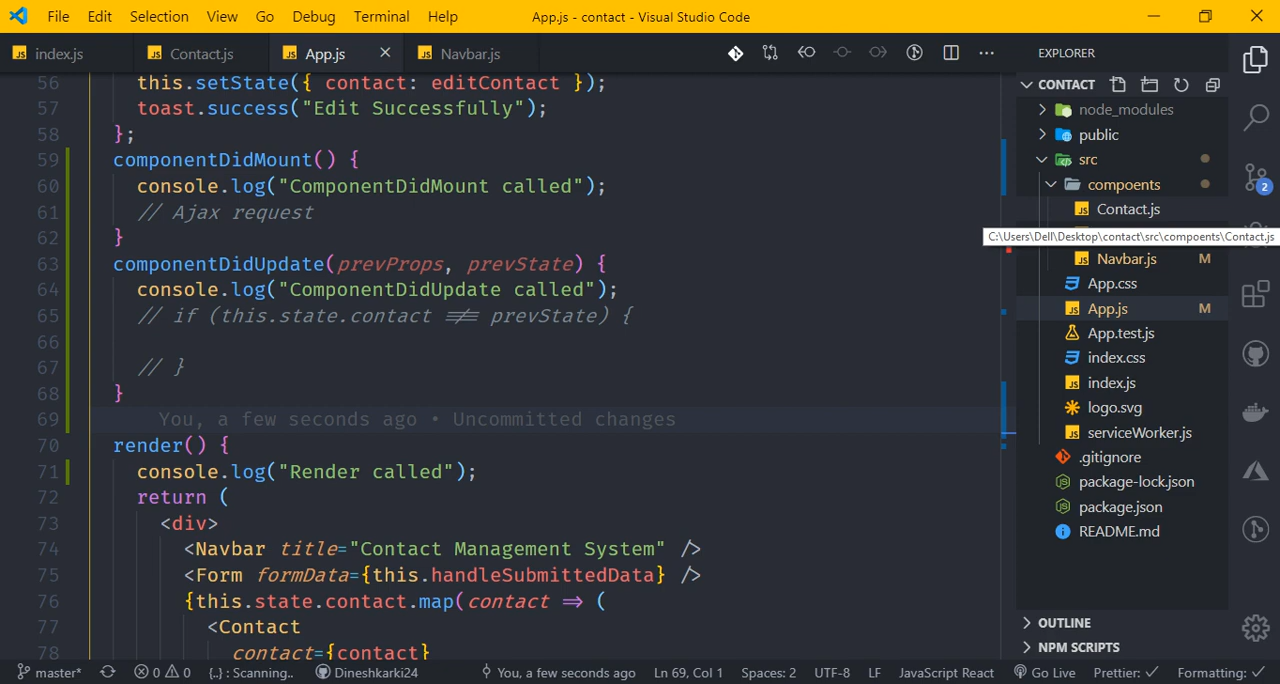 File Edit Selection View Go Debug Terminal Help App.js - contact - Visual Studio Code
index.js Contact.js App.js Navbar.js
EXPLORER
56 this.setState({ contact: editContact });
57 toast.success("Edit Successfully");
58 };
59 componentDidMount() {
60 console.log("ComponentDidMount called");
61 // Ajax request
62 }
63 componentDidUpdate(prevProps, prevState) {
64 console.log("ComponentDidUpdate called");
65 // if (this.state.contact !== prevState) {
66
67 // }
68 }
69 You, a few seconds ago • Uncommitted changes
70 render() {
71 console.log("Render called");
72 return (
73 <div>
74 <Navbar title="Contact Management System" />
75 <Form formData={this.handleSubmittedData} />
76 {this.state.contact.map(contact => (
77 <Contact
78 contact={contact}
CONTACT
node_modules
public
src
compoents
Contact.js
C:\Users\Dell\Desktop\contact\src\compoents\Contact.js
Navbar.js M
App.css
App.js M
App.test.js
index.css
index.js
logo.svg
serviceWorker.js
.gitignore
package-lock.json
package.json
README.md
OUTLINE
NPM SCRIPTS
2
master* 0 0 {..} : Scanning.. Dineshkarki24 You, a few seconds ago Ln 69, Col 1 Spaces: 2 UTF-8 LF JavaScript React Go Live Prettier: ✓ Formatting: ✓